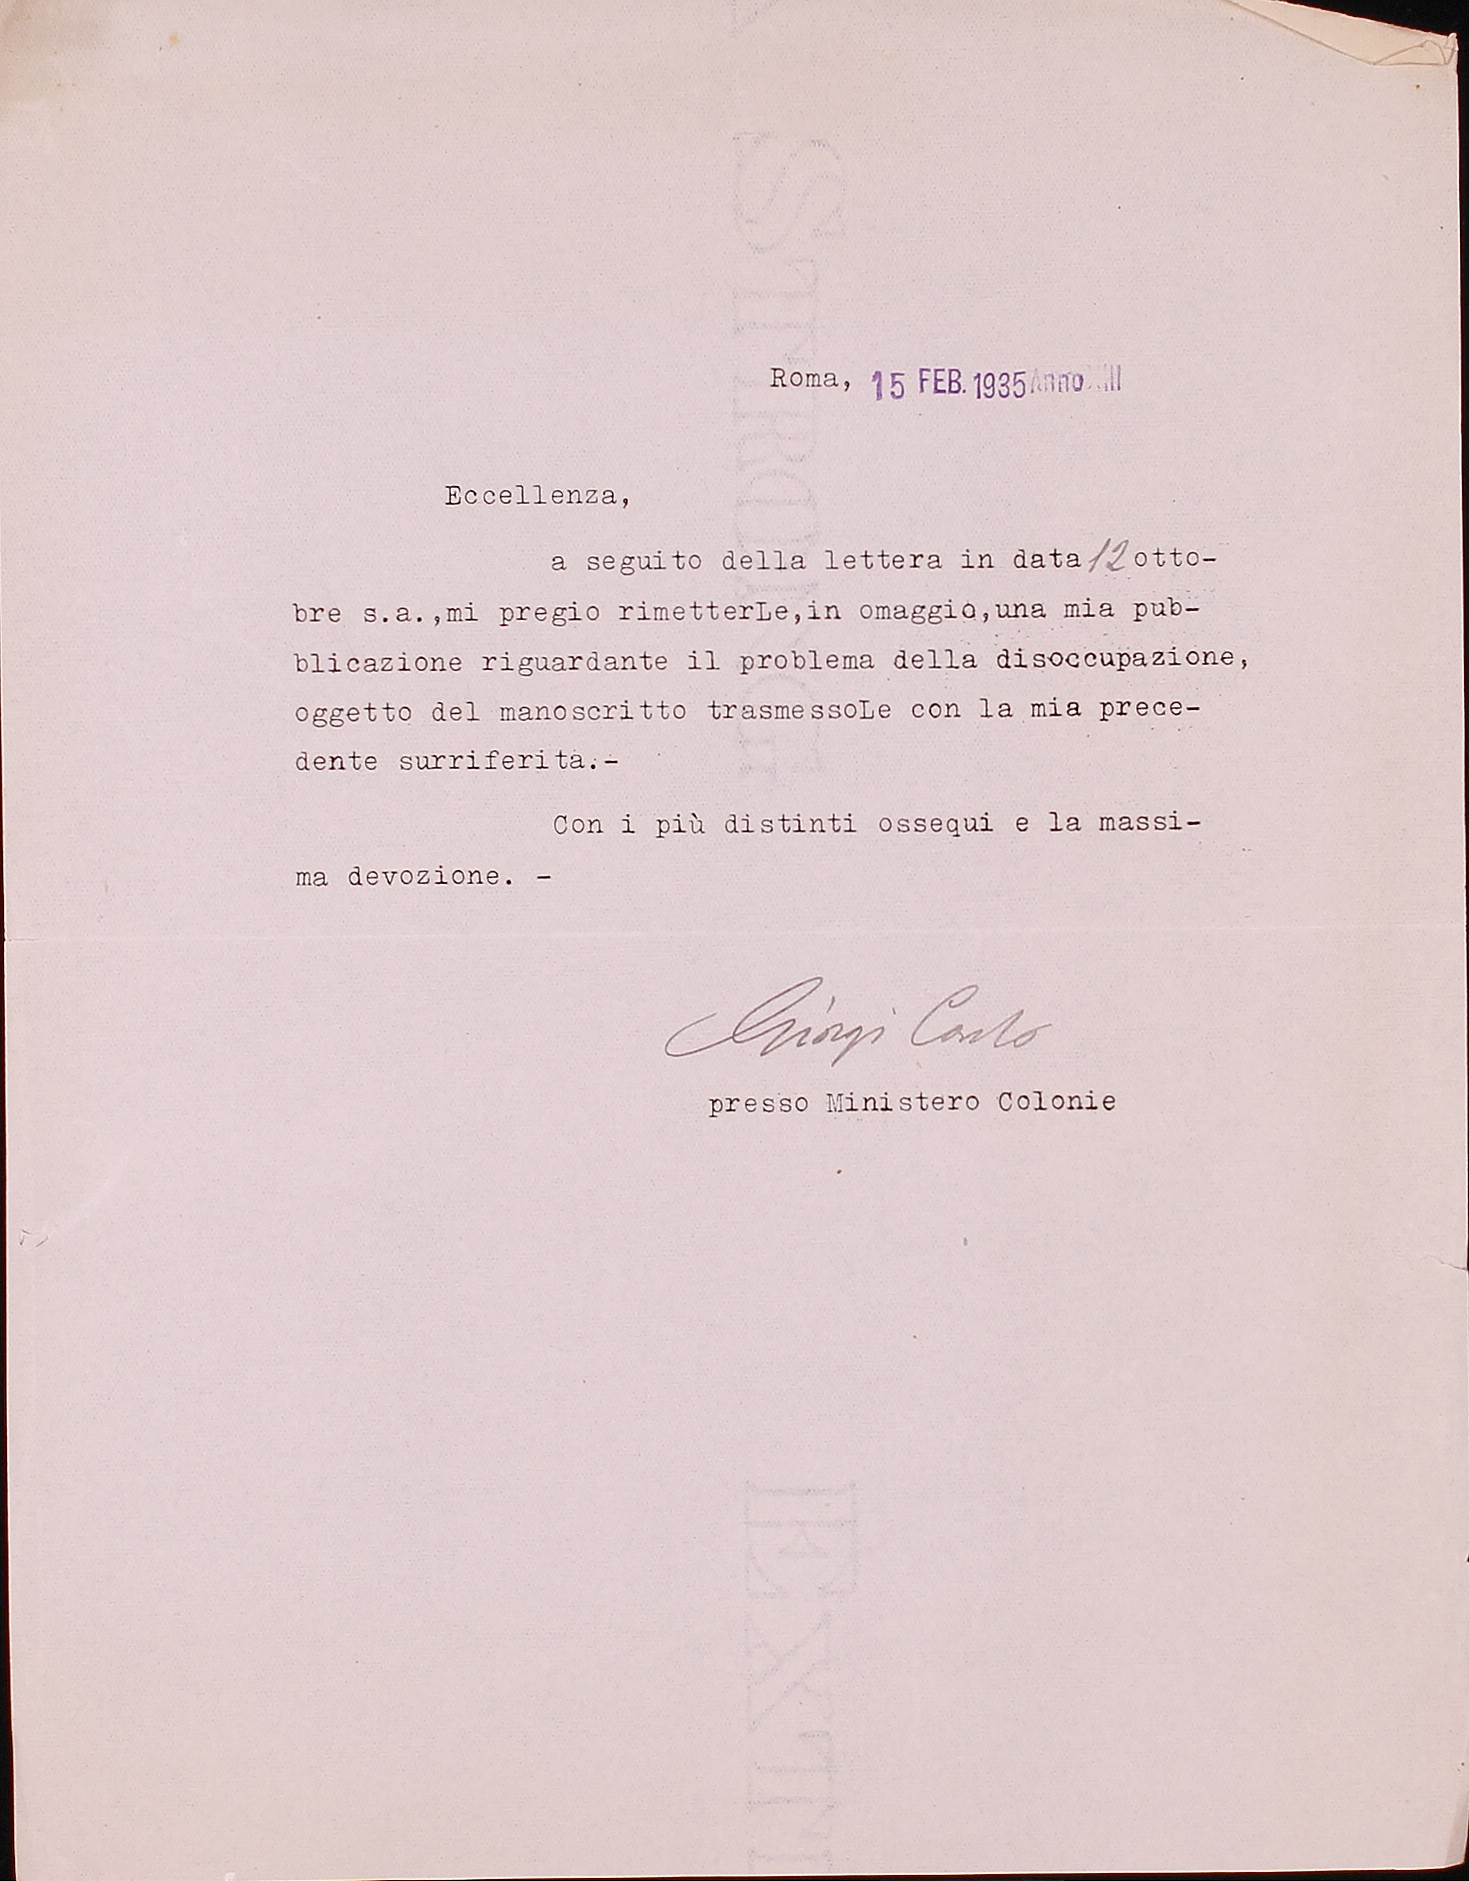 Roma, 15 FEB. 1935 Anno XIII
Eccellenza,
a seguito della lettera in data 12 otto-
bre s.a.,mi pregio rimetterLe,in omaggio,una mia pub-
blicazione riguardante il problema della disoccupazione,
oggetto del manoscritto trasmessoLe con la mia prece-
dente surriferita.-
Con i più distinti ossequi e la massi-
ma devozione. -
Giorgi Carlo
presso Ministero Colonie